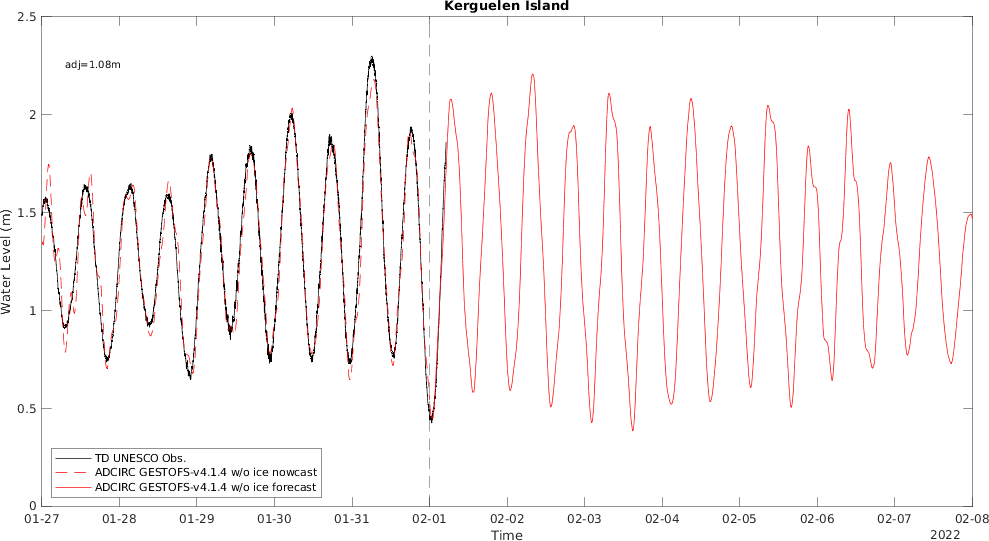 Kerguelen Island
adj=1.08m
Water Level (m)
2.5
2
1.5
1
0.5
0
TD UNESCO Obs.
ADCIRC GESTOFS-v4.1.4 w/o ice nowcast
ADCIRC GESTOFS-v4.1.4 w/o ice forecast
01-27 01-28 01-29 01-30 01-31 02-01 02-02 02-03 02-04 02-05 02-06 02-07 02-08
Time
2022